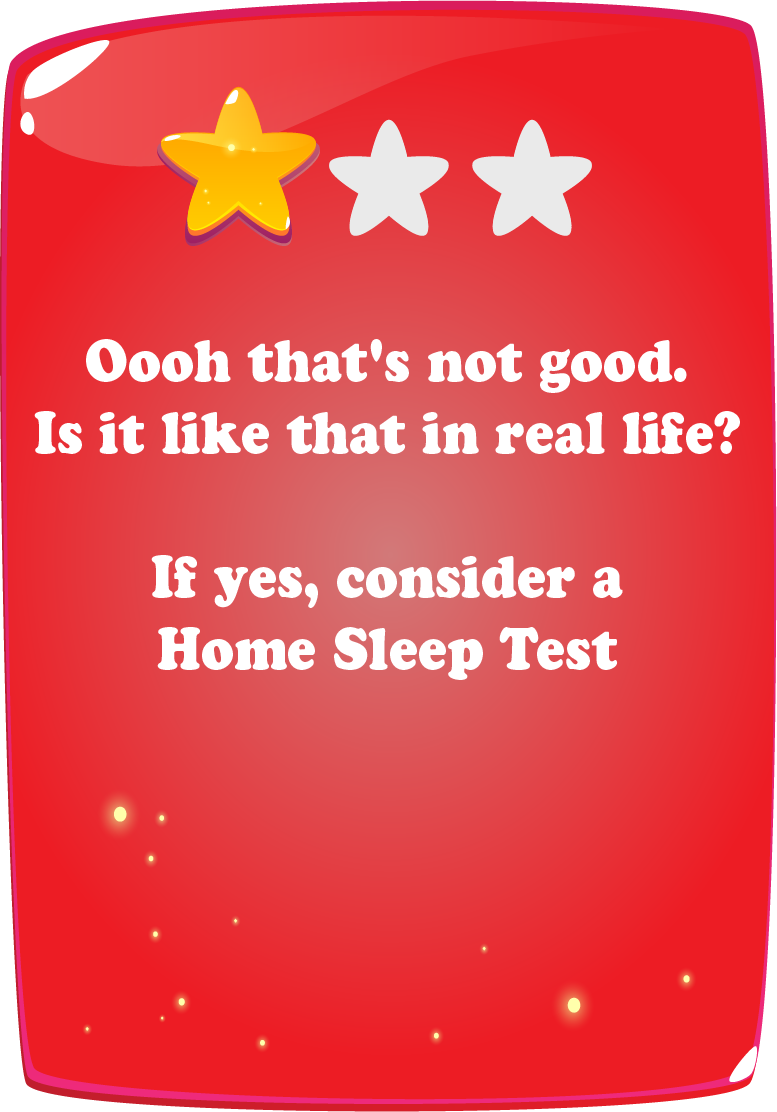 Oooh that's not good.
Is it like that in real life?
If yes, consider a
Home Sleep Test